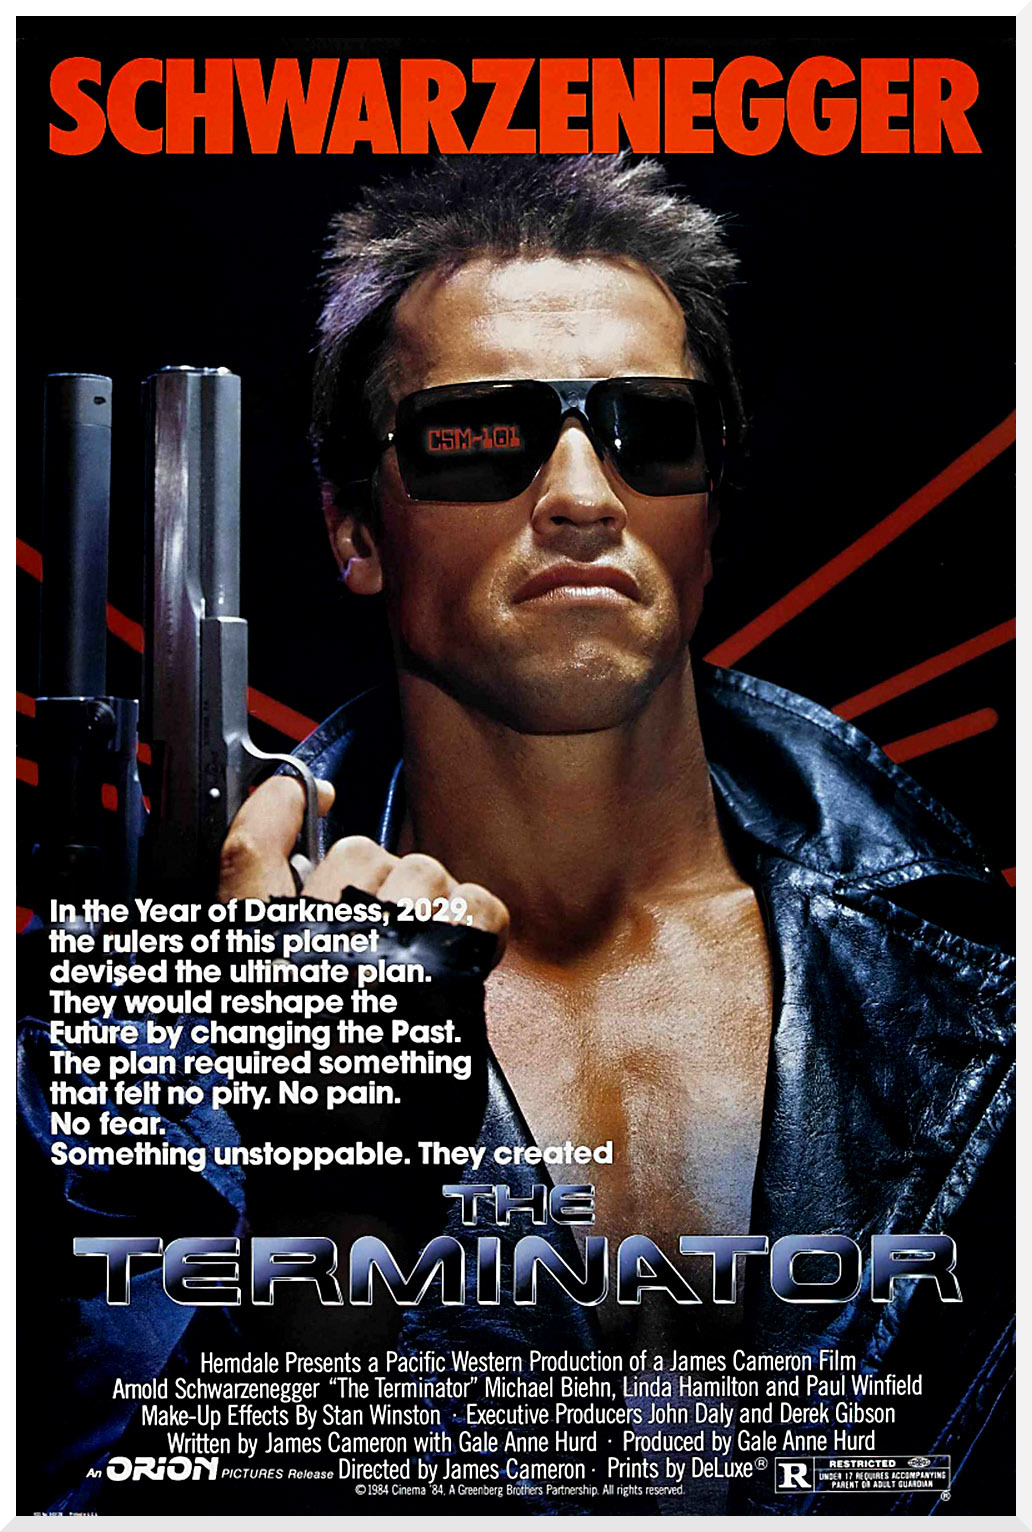 SCHWARZENEGGER
CSM-101
In the Year of Darkness, 2029,
the rulers of this planet
devised the ultimate plan.
They would reshape the
Future by changing the Past.
The plan required something
that felt no pity. No pain.
No fear.
Something unstoppable. They created
THE
TERMINATOR
Hemdale Presents a Pacific Western Production of a James Cameron Film
Arnold Schwarzenegger “The Terminator” Michael Biehn, Linda Hamilton and Paul Winfield
Make-Up Effects By Stan Winston · Executive Producers John Daly and Derek Gibson
Written by James Cameron with Gale Anne Hurd · Produced by Gale Anne Hurd
An ORION PICTURES Release Directed by James Cameron · Prints by DeLuxe®
R RESTRICTED
UNDER 17 REQUIRES ACCOMPANYING
PARENT OR ADULT GUARDIAN
®
©1984 Cinema '84. A Greenberg Brothers Partnership. All rights reserved.